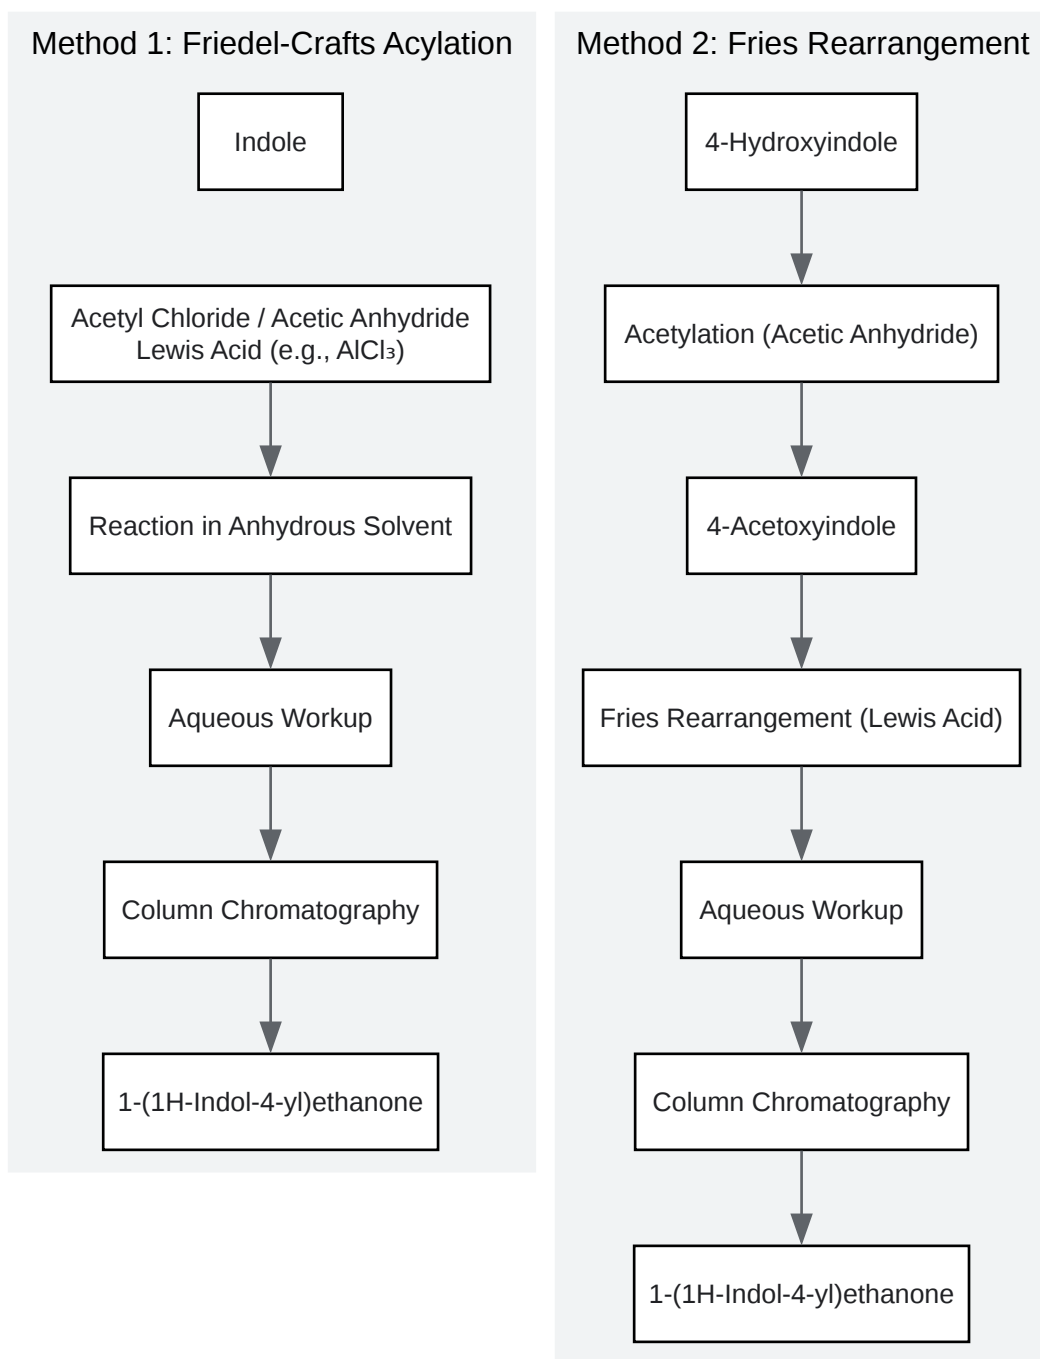 Method 1: Friedel-Crafts Acylation
Indole
Acetyl Chloride / Acetic Anhydride
Lewis Acid (e.g., AlCl₃)
Reaction in Anhydrous Solvent
Aqueous Workup
Column Chromatography
1-(1H-Indol-4-yl)ethanone
Method 2: Fries Rearrangement
4-Hydroxyindole
Acetylation (Acetic Anhydride)
4-Acetoxyindole
Fries Rearrangement (Lewis Acid)
Aqueous Workup
Column Chromatography
1-(1H-Indol-4-yl)ethanone